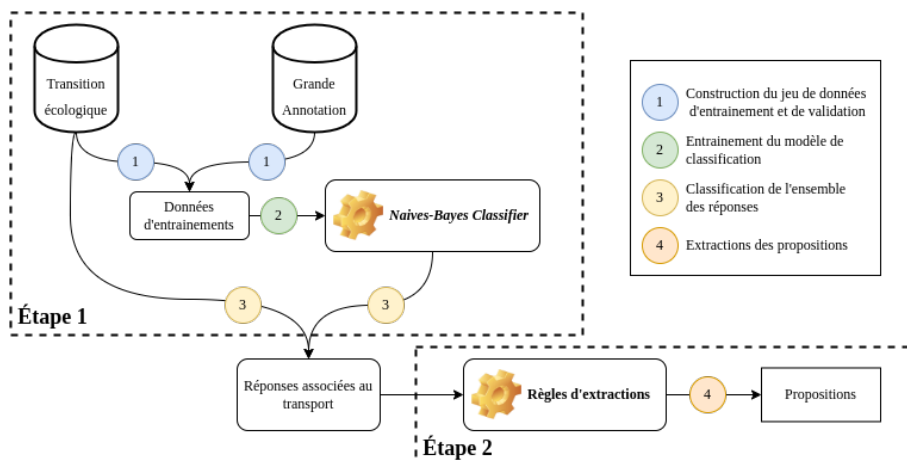 Transition
écologique
Grande
Annotation
1
1
Données
d'entrainements
2
Naives-Bayes Classifier
3
3
Étape 1
Réponses associées au
transport
Règles d'extractions
4
Propositions
Étape 2
1
Construction du jeu de données
d'entrainement et de validation
2
Entrainement du modèle de
classification
3
Classification de l'ensemble
des réponses
4
Extractions des propositions